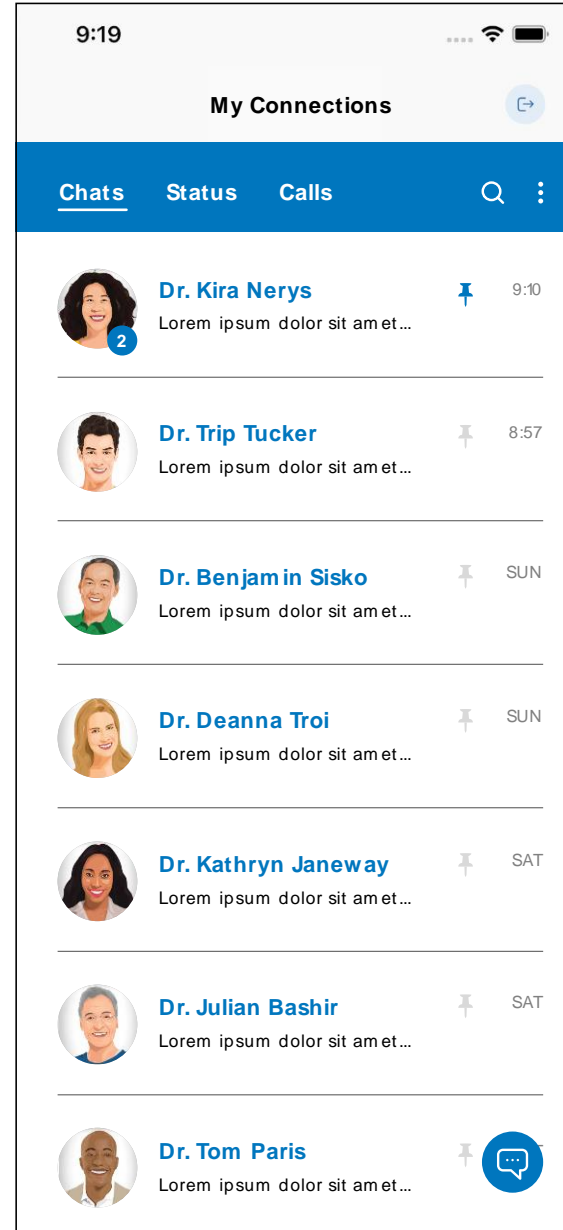 9:19
My Connections
Chats Status Calls
Dr. Kira Nerys 9:10
Lorem ipsum dolor sit amet...
2
Dr. Trip Tucker 8:57
Lorem ipsum dolor sit amet...
Dr. Benjamin Sisko SUN
Lorem ipsum dolor sit amet...
Dr. Deanna Troi SUN
Lorem ipsum dolor sit amet...
Dr. Kathryn Janeway SAT
Lorem ipsum dolor sit amet...
Dr. Julian Bashir SAT
Lorem ipsum dolor sit amet...
Dr. Tom Paris
Lorem ipsum dolor sit amet...